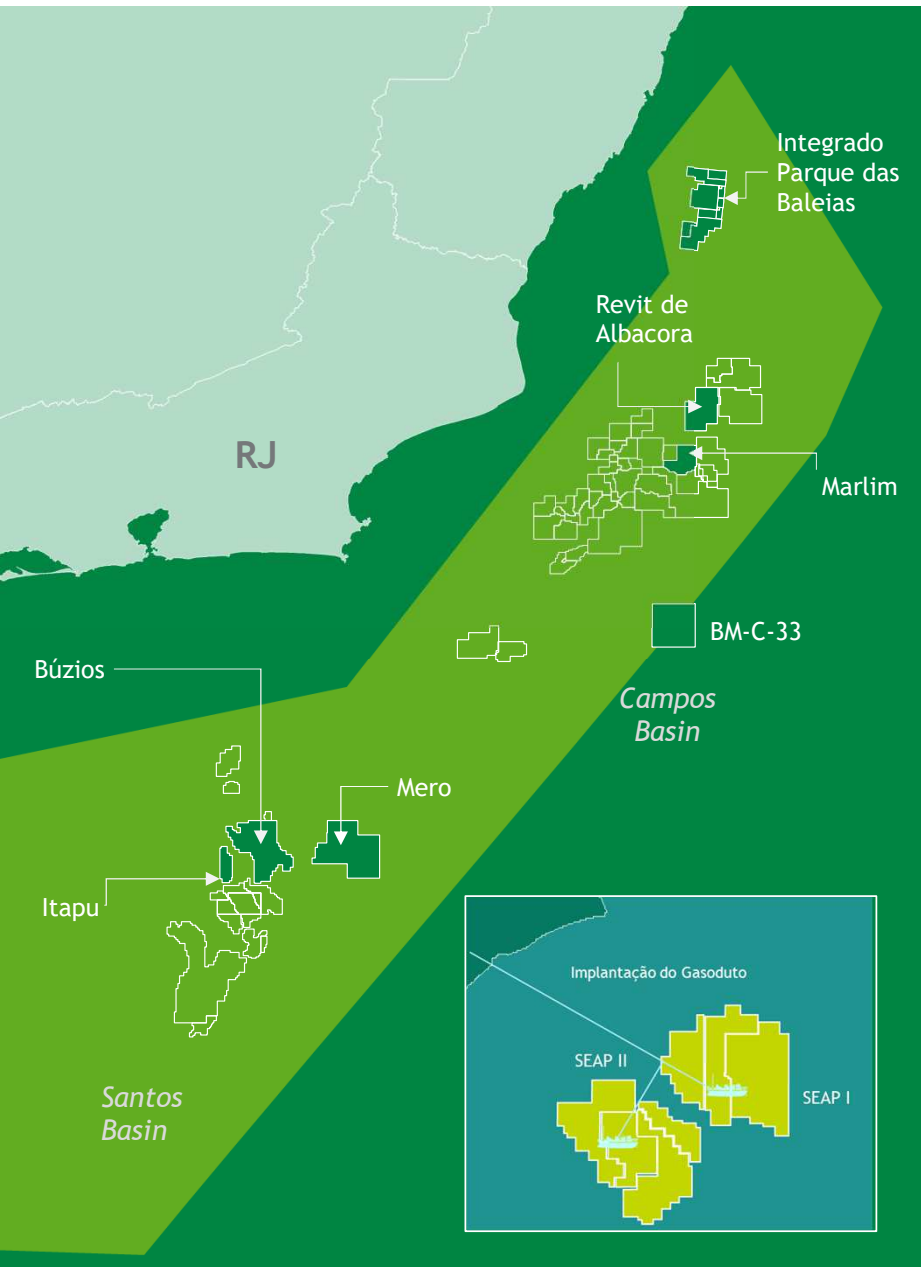 Integrado
Parque das
Baleias
Revit de
Albacora
RJ
Marlim
BM-C-33
Búzios
Campos
Basin
Mero
Itapu
Implantação do Gasoduto
SEAP II
SEAP I
Santos
Basin